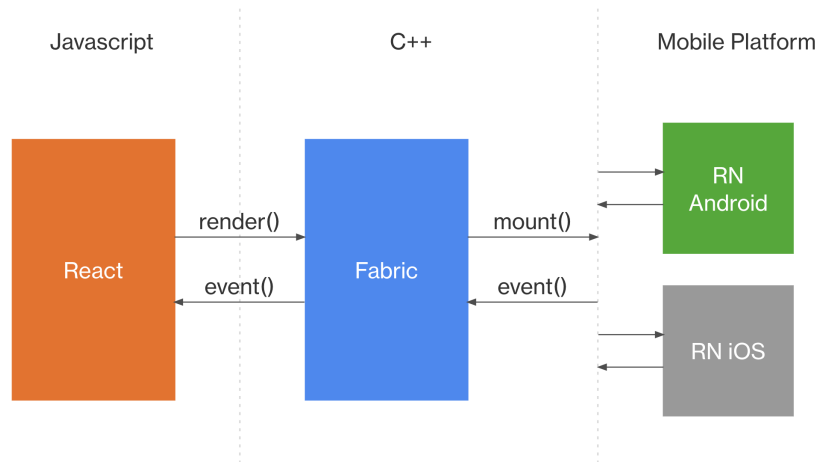 Javascript
C++
Mobile Platform
React
render()
event()
Fabric
mount()
event()
RN
Android
RN iOS